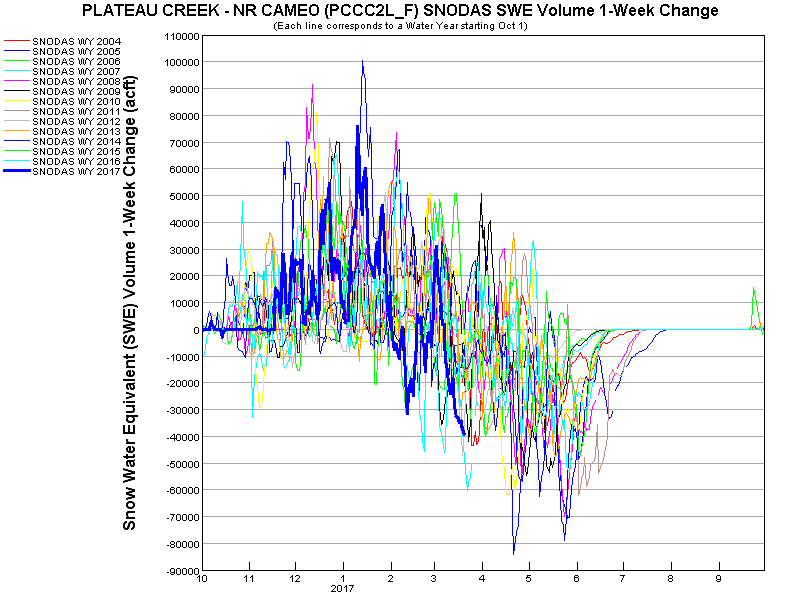 PLATEAU CREEK - NR CAMEO (PCCC2L_F) SNODAS SWE Volume 1-Week Change
(Each line corresponds to a Water Year starting Oct 1)
SNODAS WY 2004
SNODAS WY 2005
SNODAS WY 2006
SNODAS WY 2007
SNODAS WY 2008
SNODAS WY 2009
SNODAS WY 2010
SNODAS WY 2011
SNODAS WY 2012
SNODAS WY 2013
SNODAS WY 2014
SNODAS WY 2015
SNODAS WY 2016
SNODAS WY 2017
Snow Water Equivalent (SWE) Volume 1-Week Change (acft)
110000
100000
90000
80000
70000
60000
50000
40000
30000
20000
10000
0
-10000
-20000
-30000
-40000
-50000
-60000
-70000
-80000
-90000
10 11 12 1 2 3 4 5 6 7 8 9
2017